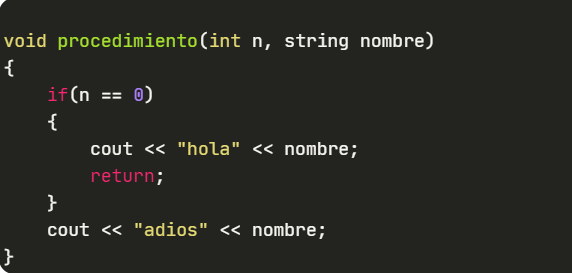 void procedimiento(int n, string nombre)
{
    if(n == 0)
    {
        cout << "hola" << nombre;
        return;
    }
    cout << "adios" << nombre;
}